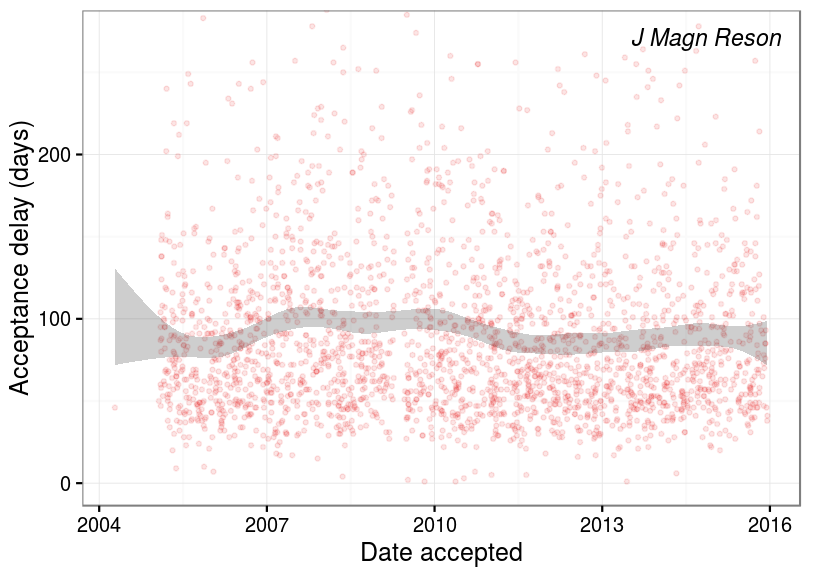 J Magn Reson
Acceptance delay (days)
200
100
0
2004 2007 2010 2013 2016
Date accepted